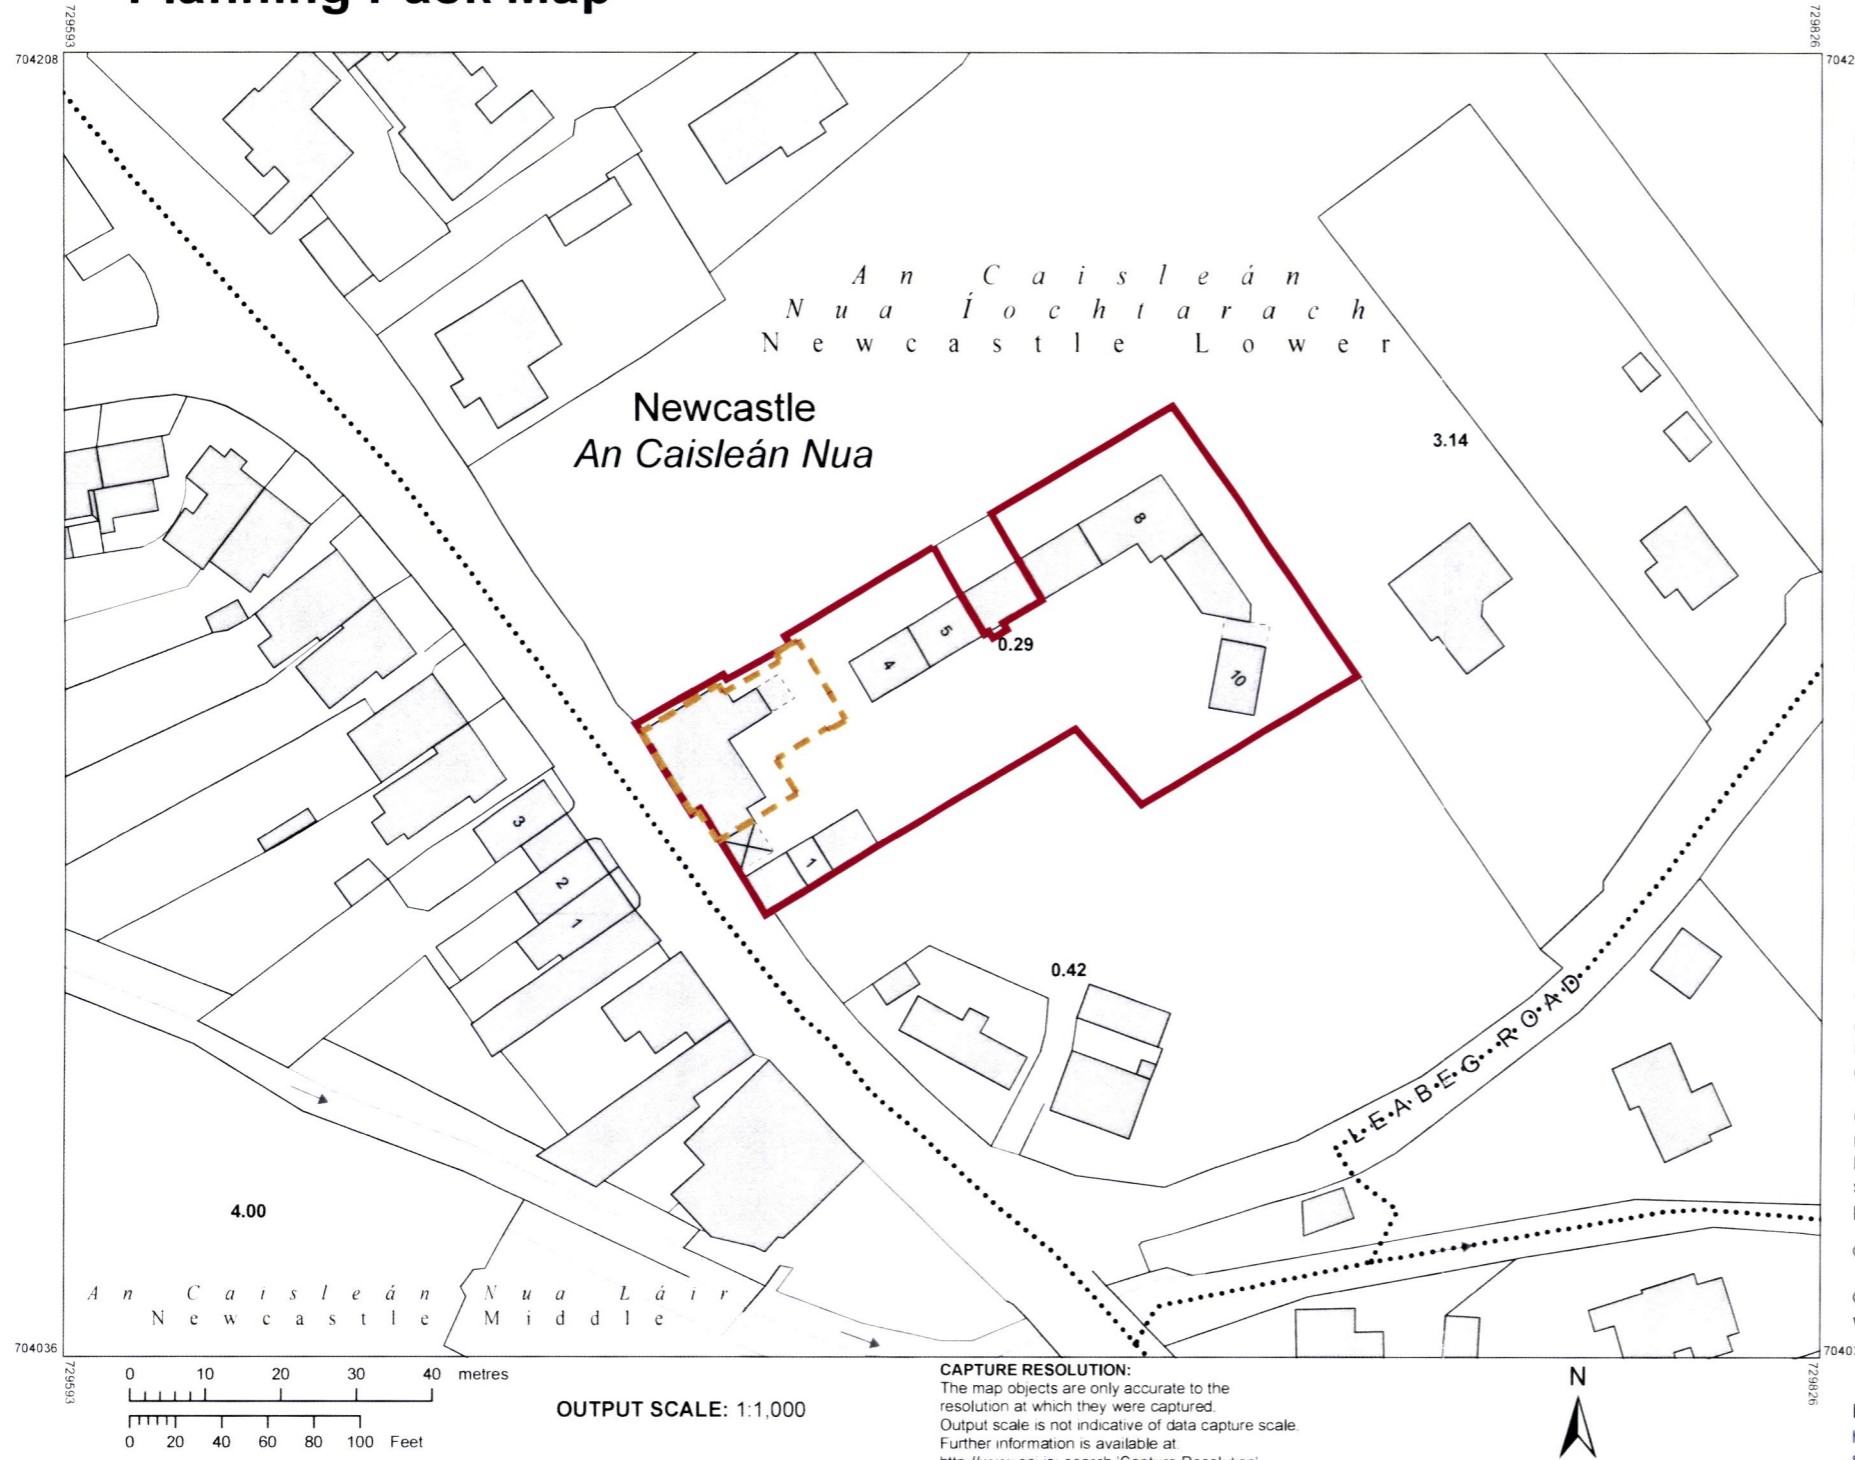 Planning Pack Map
729593
729826
704208
An Caisleán
Nua Íochtarach
Newcastle Lower
Newcastle
An Caisleán Nua
3.14
8
5
4
0.29
10
1
3
2
1
0.42
LEABEG ROAD
4.00
An Caisleán Nua Láir
Newcastle Middle
704036
729593
729826
0 10 20 30 40 metres
0 20 40 60 80 100 Feet
OUTPUT SCALE: 1:1,000
CAPTURE RESOLUTION:
The map objects are only accurate to the
resolution at which they were captured.
Output scale is not indicative of data capture scale.
Further information is available at:
N